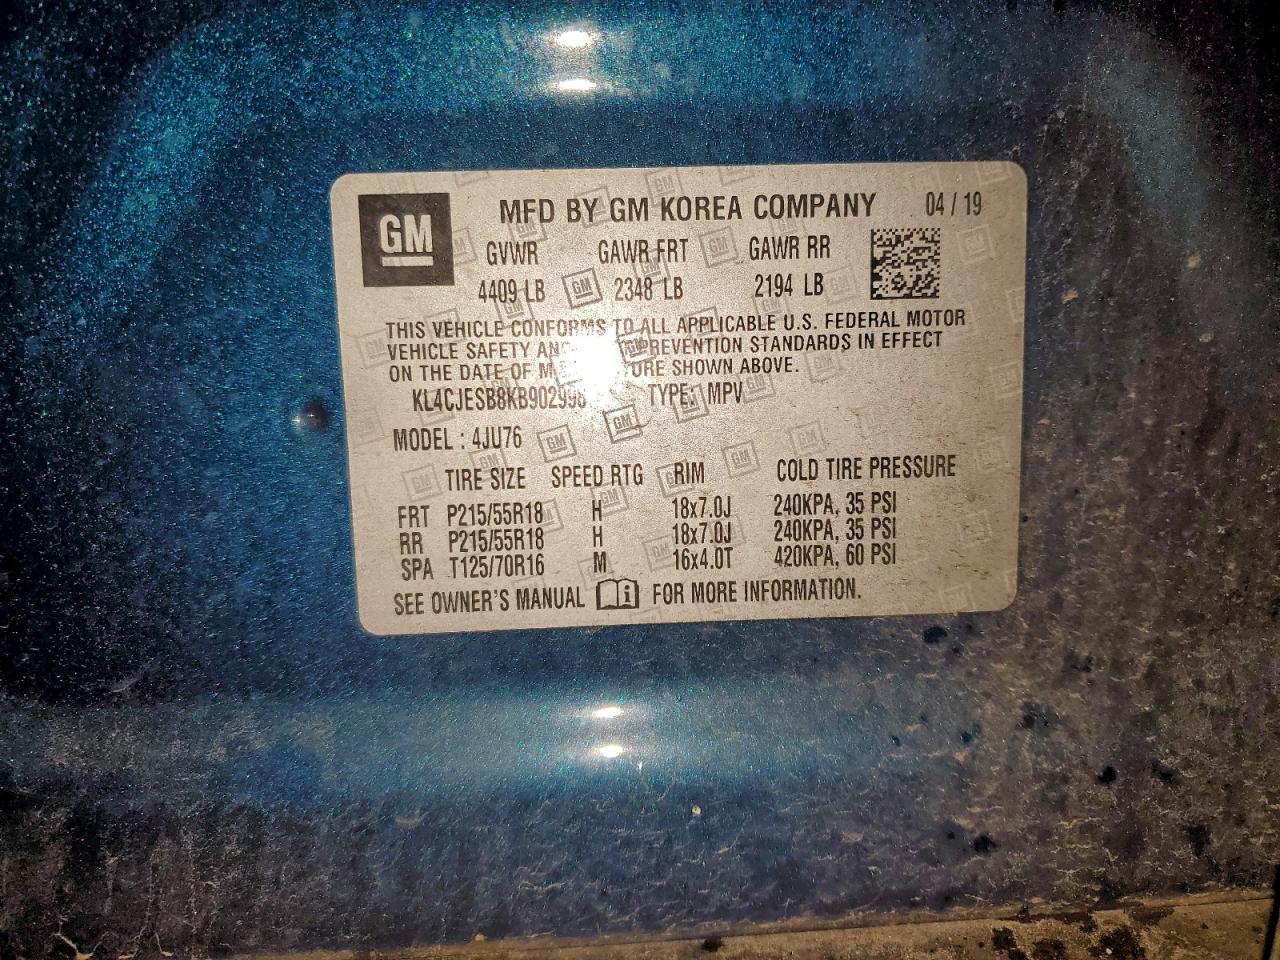 GM
MFD BY GM KOREA COMPANY 04 / 19
GVWR GAWR FRT GAWR RR
4409 LB 2348 LB 2194 LB
THIS VEHICLE CONFORMS TO ALL APPLICABLE U.S. FEDERAL MOTOR
VEHICLE SAFETY PREVENTION STANDARDS IN EFFECT
ON THE DATE OF SHOWN ABOVE.
TYPE: MPV
MODEL : 4JU76
TIRE SIZE SPEED RTG RIM COLD TIRE PRESSURE
FRT P215/55R18 H 18x7.0J 240KPA, 35 PSI
RR P215/55R18 H 18x7.0J 240KPA, 35 PSI
SPA T125/70R16 M 16x4.0T 420KPA, 60 PSI
SEE OWNER'S MANUAL FOR MORE INFORMATION.